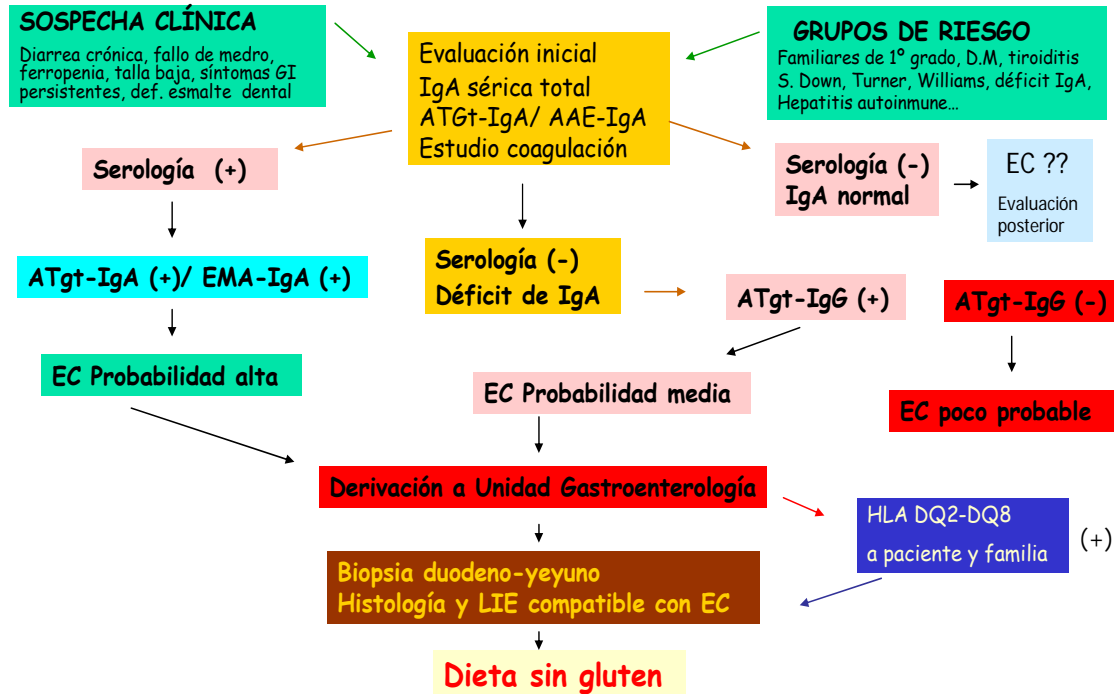 SOSPECHA CLÍNICA
Diarrea crónica, fallo de medro,
ferropenia, talla baja, síntomas GI
persistentes, def. esmalte dental
Evaluación inicial
IgA sérica total
ATGt-IgA/ AAE-IgA
Estudio coagulación
GRUPOS DE RIESGO
Familiares de 1º grado, D.M, tiroiditis
S. Down, Turner, Williams, déficit IgA,
Hepatitis autoinmune…
Serología (+)
Serología (-)
IgA normal
EC ??
Evaluación
posterior
ATgt-IgA (+)/ EMA-IgA (+)
Serología (-)
Déficit de IgA
ATgt-IgG (+)
ATgt-IgG (-)
EC Probabilidad alta
EC Probabilidad media
EC poco probable
Derivación a Unidad Gastroenterología
HLA DQ2-DQ8
a paciente y familia
(+)
Biopsia duodeno-yeyuno
Histología y LIE compatible con EC
Dieta sin gluten